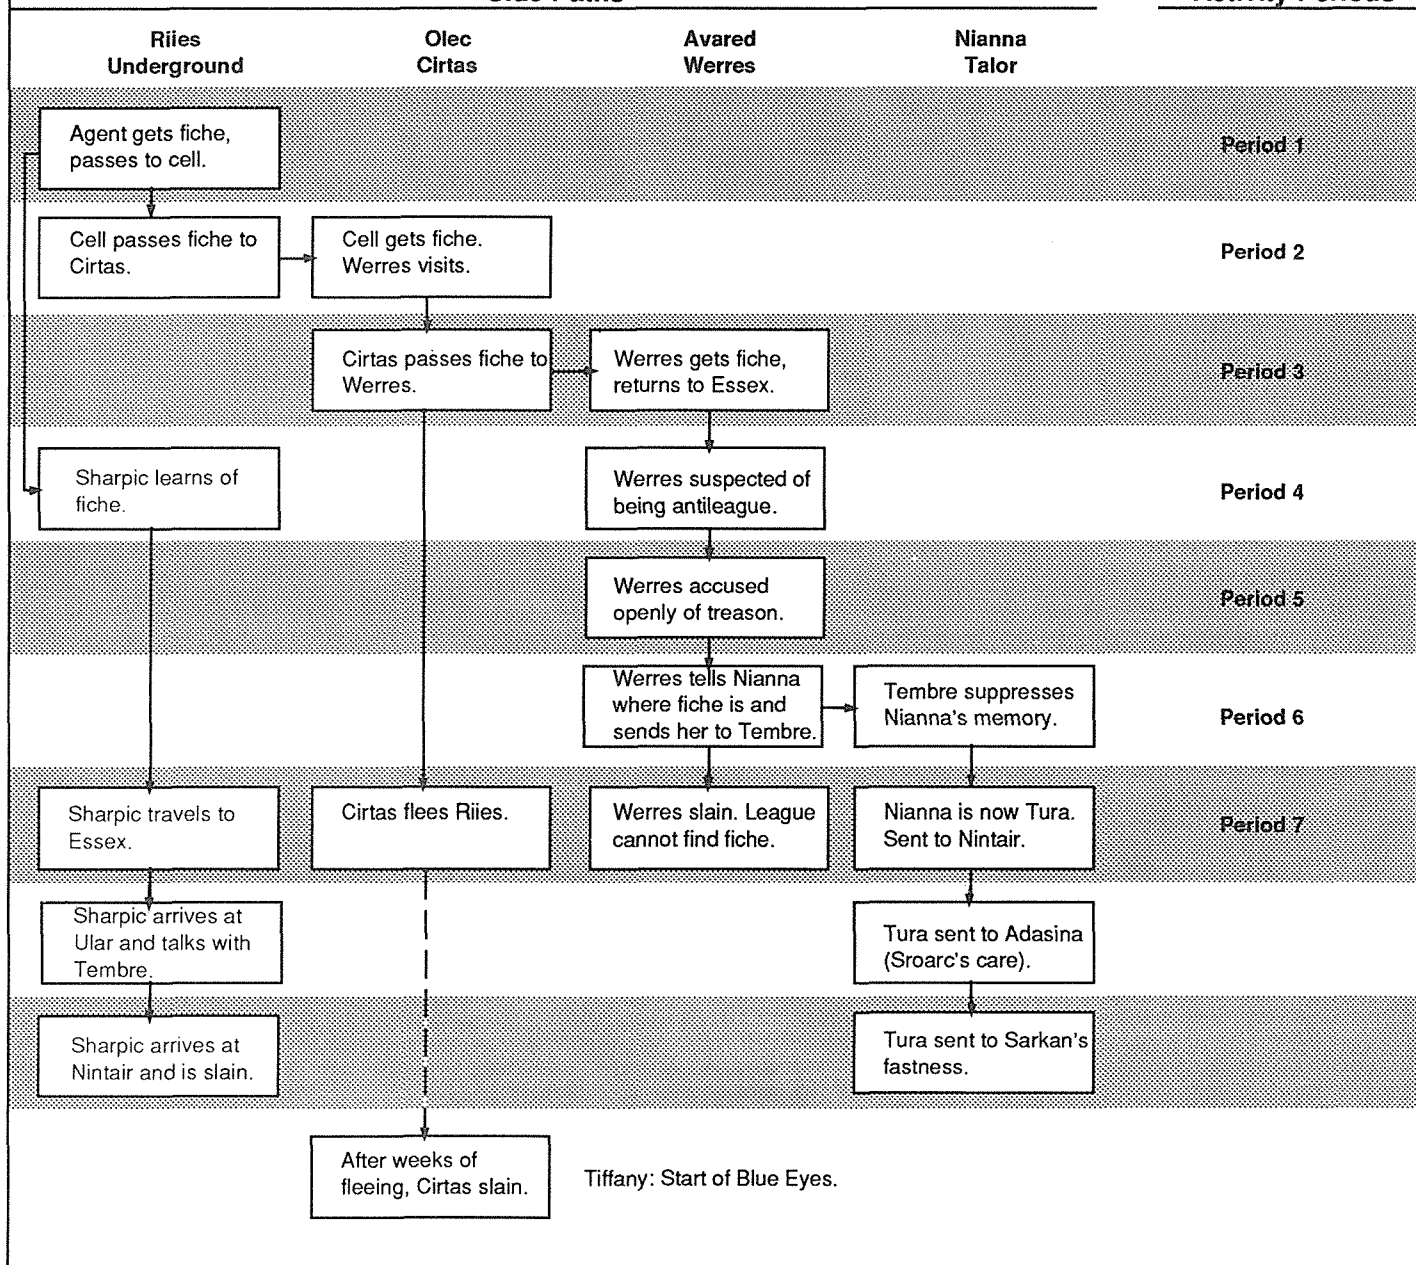 Riies
Underground
Olec
Cirtas
Avared
Werres
Nianna
Talor
Agent gets fiche,
passes to cell.
Period 1
Cell passes fiche to
Cirtas.
Cell gets fiche.
Werres visits.
Period 2
Cirtas passes fiche to
Werres.
Werres gets fiche,
returns to Essex.
Period 3
Sharpic learns of
fiche.
Werres suspected of
being antileague.
Period 4
Werres accused
openly of treason.
Period 5
Werres tells Nianna
where fiche is and
sends her to Tembre.
Tembre suppresses
Nianna's memory.
Period 6
Sharpic travels to
Essex.
Cirtas flees Riies.
Werres slain. League
cannot find fiche.
Nianna is now Tura.
Sent to Nintair.
Period 7
Sharpic arrives at
Ular and talks with
Tembre.
Tura sent to Adasina
(Sroarc's care).
Sharpic arrives at
Nintair and is slain.
Tura sent to Sarkan's
fastness.
After weeks of
fleeing, Cirtas slain.
Tiffany: Start of Blue Eyes.